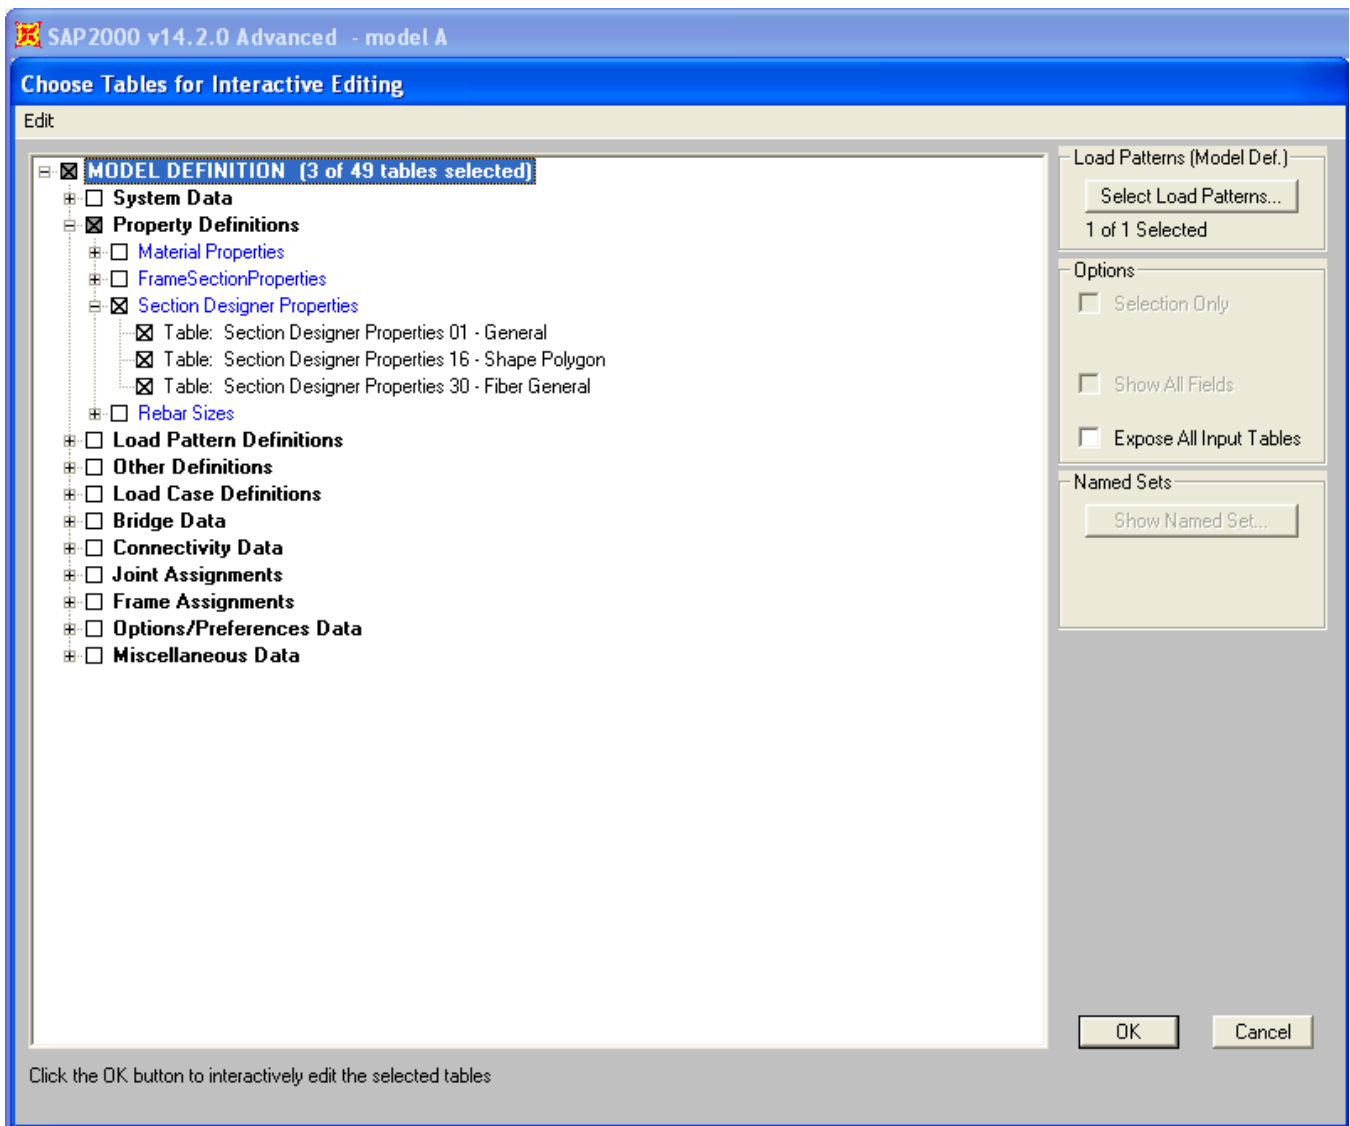 SAP2000 v14.2.0 Advanced - model A
Choose Tables for Interactive Editing
Edit
MODEL DEFINITION (3 of 49 tables selected)
System Data
Property Definitions
Material Properties
FrameSectionProperties
Section Designer Properties
Table: Section Designer Properties 01 - General
Table: Section Designer Properties 16 - Shape Polygon
Table: Section Designer Properties 30 - Fiber General
Rebar Sizes
Load Pattern Definitions
Other Definitions
Load Case Definitions
Bridge Data
Connectivity Data
Joint Assignments
Frame Assignments
Options/Preferences Data
Miscellaneous Data
Load Patterns (Model Def.)
Select Load Patterns...
1 of 1 Selected
Options
Selection Only
Show All Fields
Expose All Input Tables
Named Sets
Show Named Set...
OK
Cancel
Click the OK button to interactively edit the selected tables